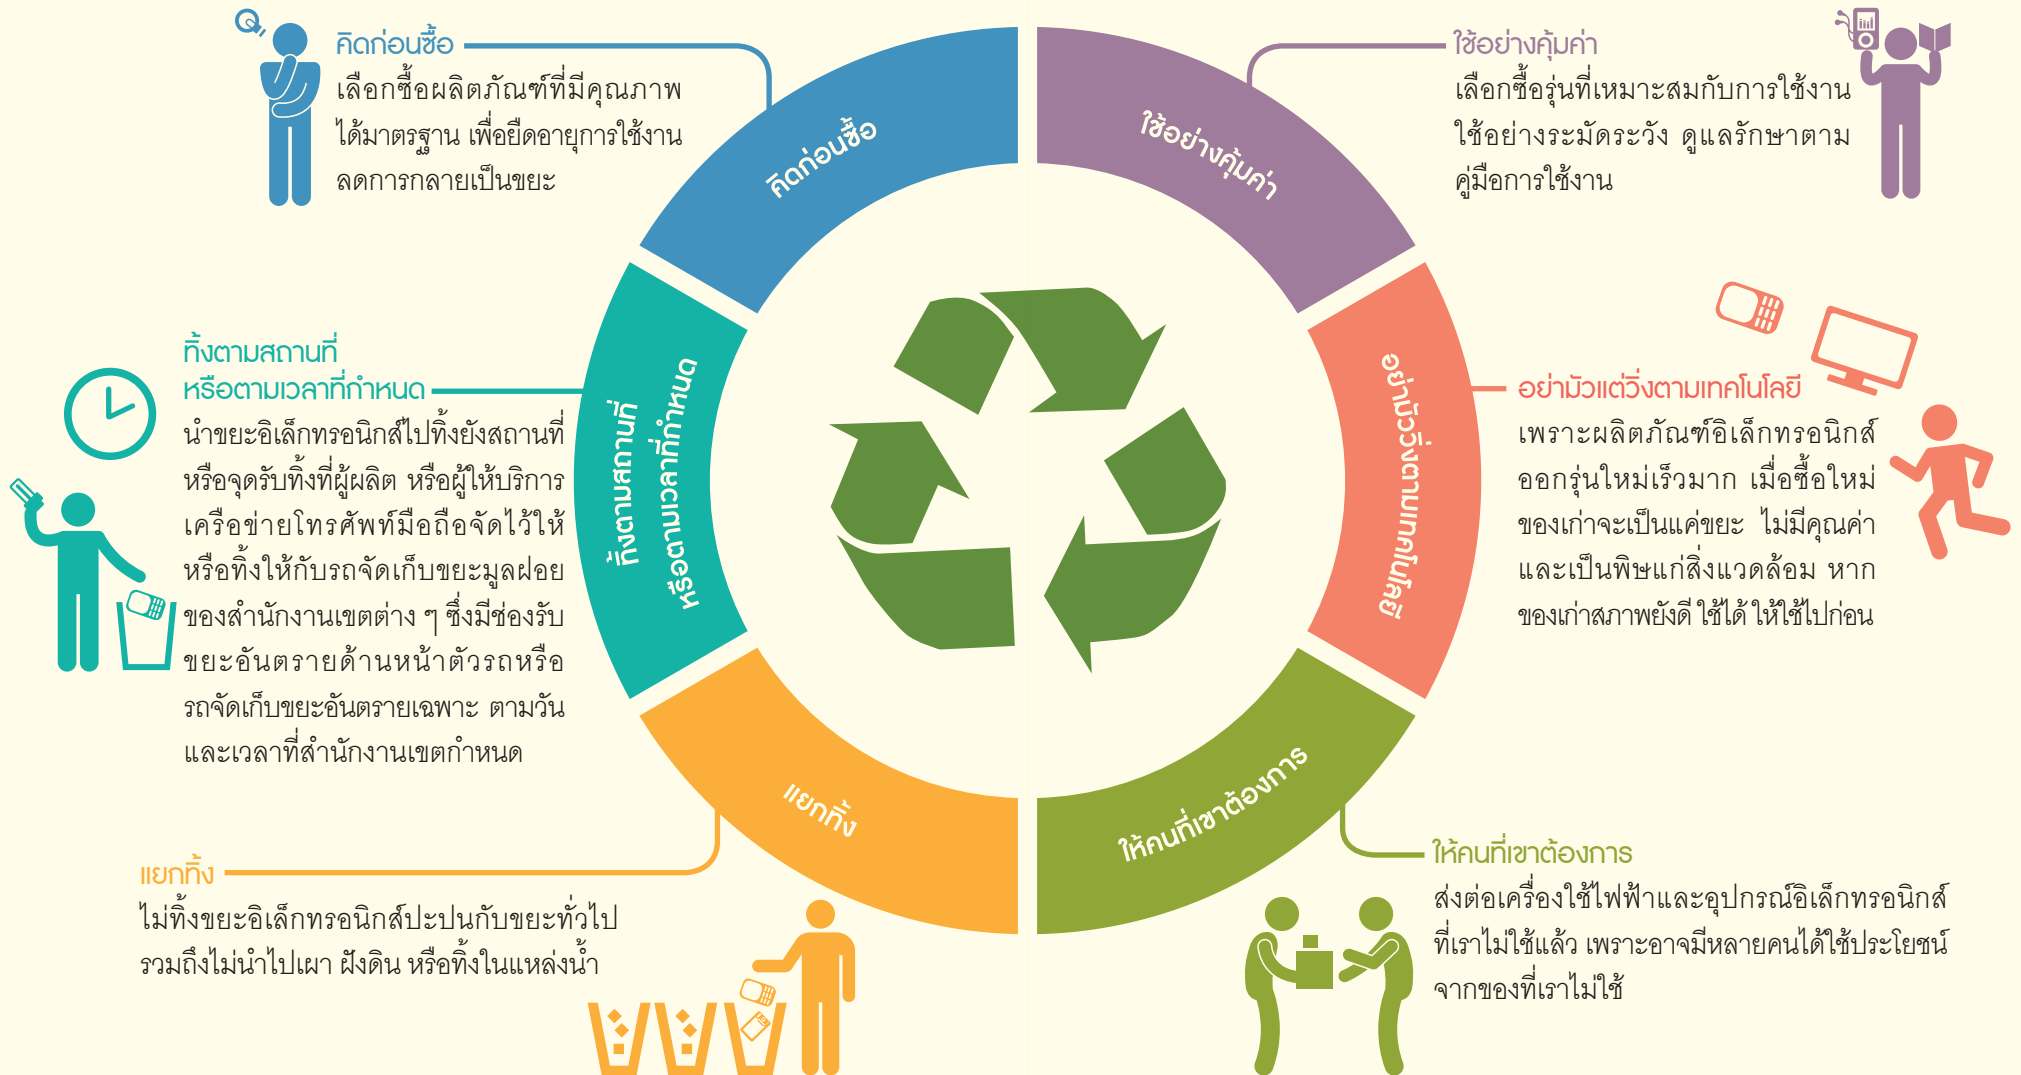 คิดก่อนซื้อ
เลือกซื้อผลิตภัณฑ์ที่มีคุณภาพ
ได้มาตรฐาน เพื่อยืดอายุการใช้งาน
ลดการกลายเป็นขยะ
ใช้อย่างคุ้มค่า
เลือกซื้อรุ่นที่เหมาะสมกับการใช้งาน
ใช้อย่างระมัดระวัง ดูแลรักษาตาม
คู่มือการใช้งาน
คิดก่อนซื้อ
ใช้อย่างคุ้มค่า
ทิ้งตามสถานที่
หรือตามเวลาที่กำหนด
นำขยะอิเล็กทรอนิกส์ไปทิ้งยังสถานที่
หรือจุดรับทิ้งที่ผู้ผลิต หรือผู้ให้บริการ
เครือข่ายโทรศัพท์มือถือจัดไว้ให้
หรือทิ้งให้กับรถจัดเก็บขยะมูลฝอย
ของสำนักงานเขตต่าง ๆ ซึ่งมีช่องรับ
ขยะอันตรายด้านหน้าตัวรถหรือ
รถจัดเก็บขยะอันตรายเฉพาะ ตามวัน
และเวลาที่สำนักงานเขตกำหนด
ทิ้งตามสถานที่
หรือตามเวลาที่กำหนด
อย่ามัววิ่งตามเทคโนโลยี
อย่ามัวแต่วิ่งตามเทคโนโลยี
เพราะผลิตภัณฑ์อิเล็กทรอนิกส์
ออกรุ่นใหม่เร็วมาก เมื่อซื้อใหม่
ของเก่าจะเป็นแค่ขยะ ไม่มีคุณค่า
และเป็นพิษแก่สิ่งแวดล้อม หาก
ของเก่าสภาพยังดี ใช้ได้ ให้ใช้ไปก่อน
แยกทิ้ง
ให้คนที่เขาต้องการ
แยกทิ้ง
ไม่ทิ้งขยะอิเล็กทรอนิกส์ปะปนกับขยะทั่วไป
รวมถึงไม่นำไปเผา ฝังดิน หรือทิ้งในแหล่งน้ำ
ให้คนที่เขาต้องการ
ส่งต่อเครื่องใช้ไฟฟ้าและอุปกรณ์อิเล็กทรอนิกส์
ที่เราไม่ใช้แล้ว เพราะอาจมีหลายคนได้ใช้ประโยชน์
จากของที่เราไม่ใช้